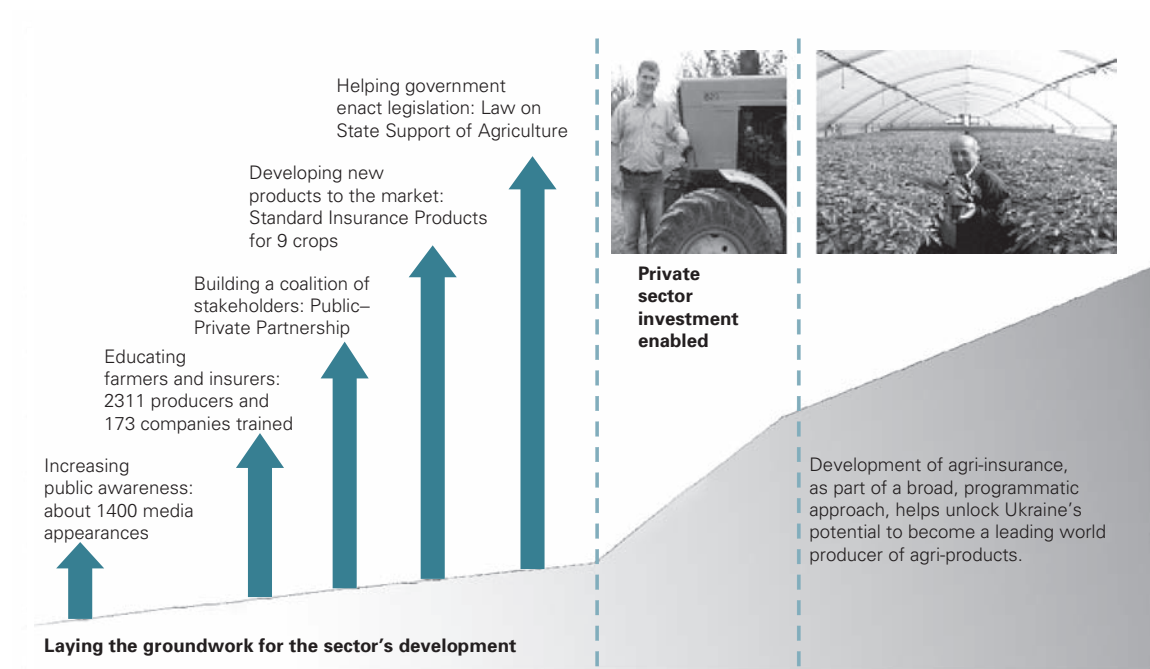 Helping government
enact legislation: Law on
State Support of Agriculture
Developing new
products to the market:
Standard Insurance Products
for 9 crops
Building a coalition of
stakeholders: Public–
Private Partnership
Educating
farmers and insurers:
2311 producers and
173 companies trained
Increasing
public awareness:
about 1400 media
appearances
Laying the groundwork for the sector’s development
Private
sector
investment
enabled
Development of agri-insurance,
as part of a broad, programmatic
approach, helps unlock Ukraine’s
potential to become a leading world
producer of agri-products.